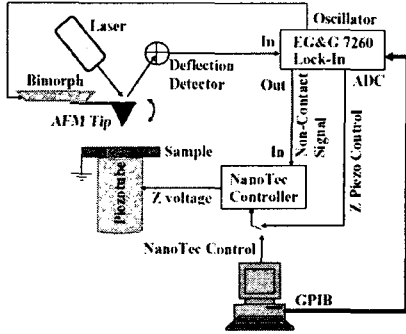 Oscillator
Laser
In
EG&G 7260
Lock-In
Bimorph
Deflection
Detector
Out
ADC
AFM Tip
Non-Contact
Signal
Z Piezo Control
Sample
In
NanoTec
Controller
Piezotube
Z voltage
NanoTec Control
GPIB